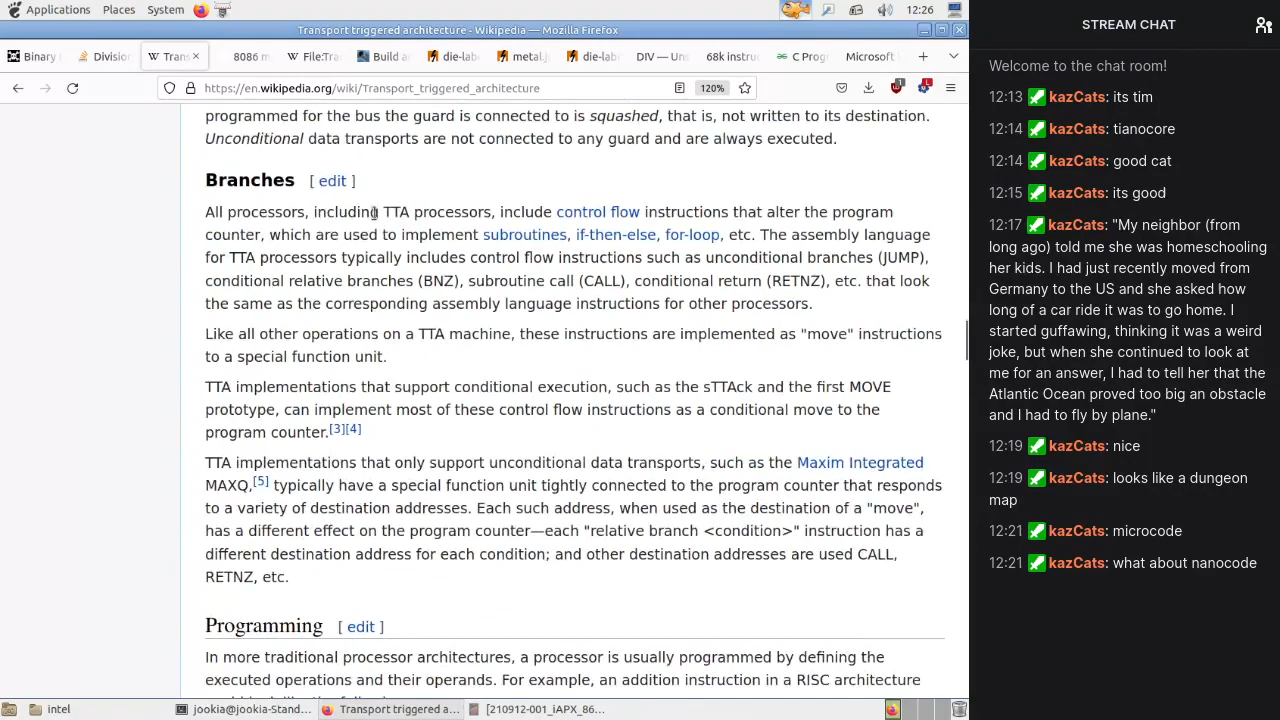 Applications Places System 12:26
Transport triggered architecture - Wikipedia — Mozilla Firefox
Binary Division Trans 8086 m File:Tra Build a die-lab metal.j die-lab DIV — Un 68k instru C Prog Microsoft
https://en.wikipedia.org/wiki/Transport_triggered_architecture 120%
programmed for the bus the guard is connected to is squashed, that is, not written to its destination.
Unconditional data transports are not connected to any guard and are always executed.
Branches [ edit ]
All processors, including TTA processors, include control flow instructions that alter the program
counter, which are used to implement subroutines, if-then-else, for-loop, etc. The assembly language
for TTA processors typically includes control flow instructions such as unconditional branches (JUMP),
conditional relative branches (BNZ), subroutine call (CALL), conditional return (RETNZ), etc. that look
the same as the corresponding assembly language instructions for other processors.
Like all other operations on a TTA machine, these instructions are implemented as "move" instructions
to a special function unit.
TTA implementations that support conditional execution, such as the sTTAck and the first MOVE
prototype, can implement most of these control flow instructions as a conditional move to the
program counter.[3][4]
TTA implementations that only support unconditional data transports, such as the Maxim Integrated
MAXQ,[5] typically have a special function unit tightly connected to the program counter that responds
to a variety of destination addresses. Each such address, when used as the destination of a "move",
has a different effect on the program counter—each "relative branch <condition>" instruction has a
different destination address for each condition; and other destination addresses are used CALL,
RETNZ, etc.
Programming [ edit ]
In more traditional processor architectures, a processor is usually programmed by defining the
executed operations and their operands. For example, an addition instruction in a RISC architecture
intel jookia@jookia-Stand... Transport triggered a... [210912-001_iAPX_86...
STREAM CHAT
Welcome to the chat room!
12:13 kazCats: its tim
12:14 kazCats: tianocore
12:14 kazCats: good cat
12:15 kazCats: its good
12:17 kazCats: "My neighbor (from
long ago) told me she was homeschooling
her kids. I had just recently moved from
Germany to the US and she asked how
long of a car ride it was to go home. I
started guffawing, thinking it was a weird
joke, but when she continued to look at
me for an answer, I had to tell her that the
Atlantic Ocean proved too big an obstacle
and I had to fly by plane."
12:19 kazCats: nice
12:19 kazCats: looks like a dungeon
map
12:21 kazCats: microcode
12:21 kazCats: what about nanocode